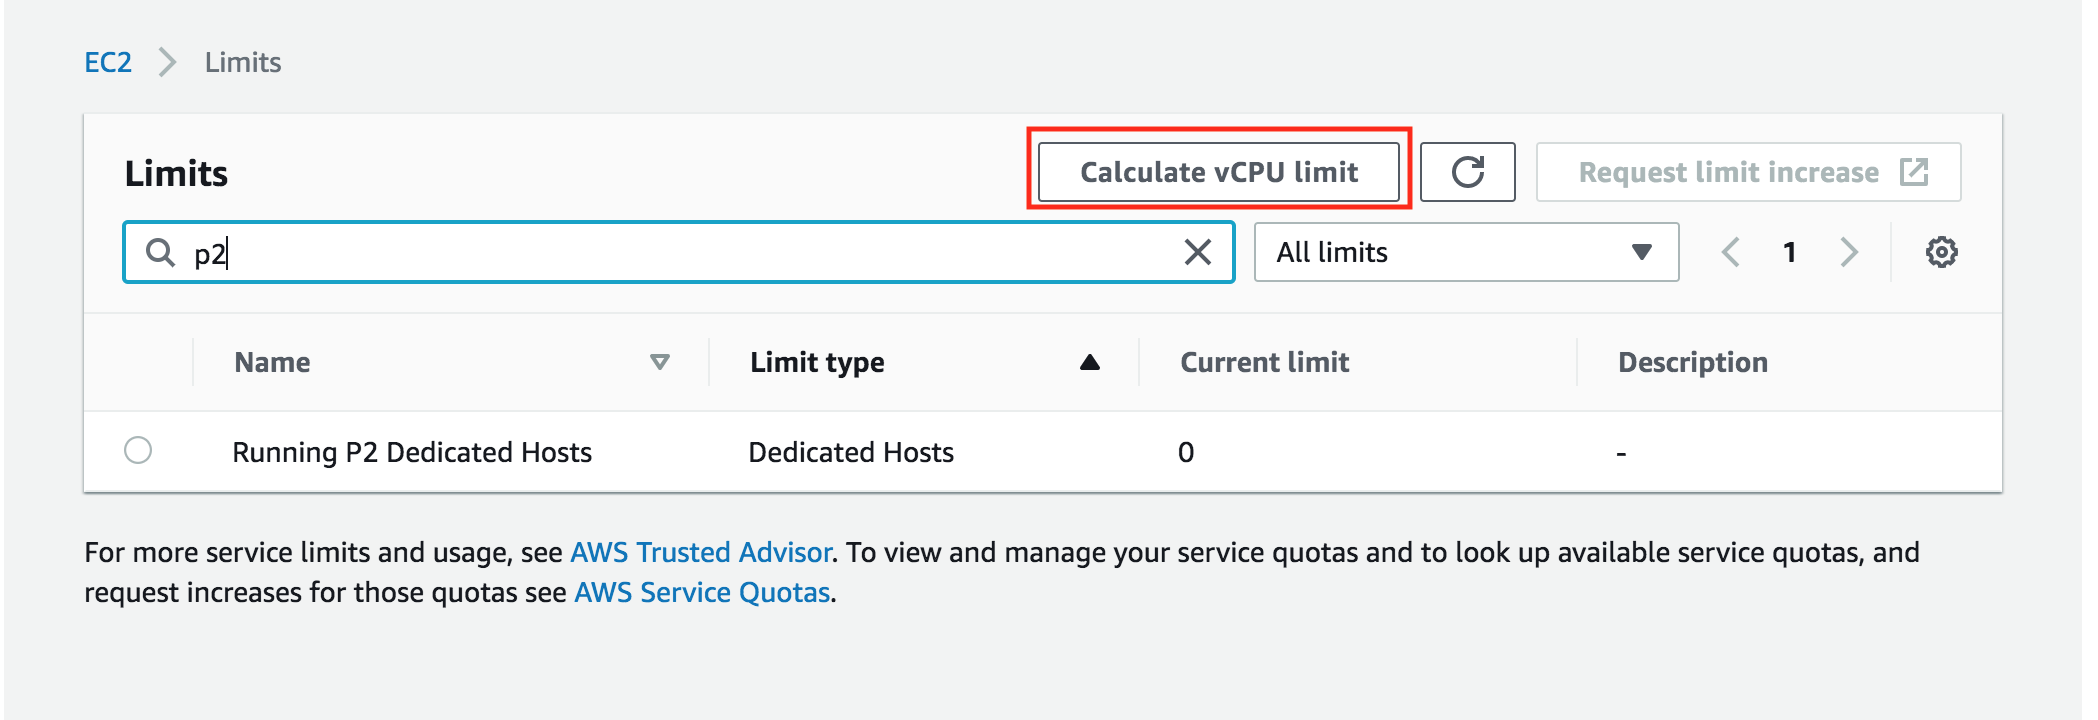 EC2 > Limits
Limits
Calculate vCPU limit
Request limit increase
p2
All limits
1
Name
Limit type
Current limit
Description
Running P2 Dedicated Hosts
Dedicated Hosts
0
-
For more service limits and usage, see AWS Trusted Advisor. To view and manage your service quotas and to look up available service quotas, and
request increases for those quotas see AWS Service Quotas.